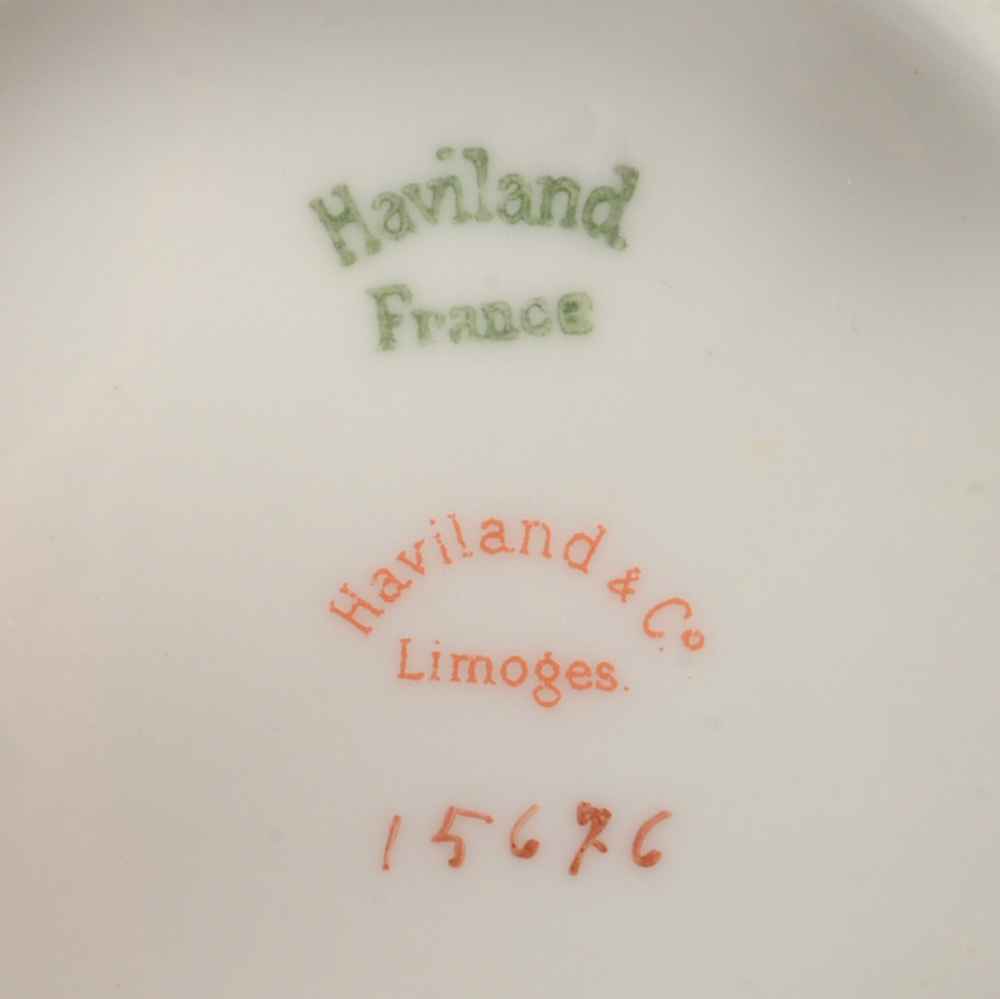 Haviland
France
Haviland & Co
Limoges.
15676